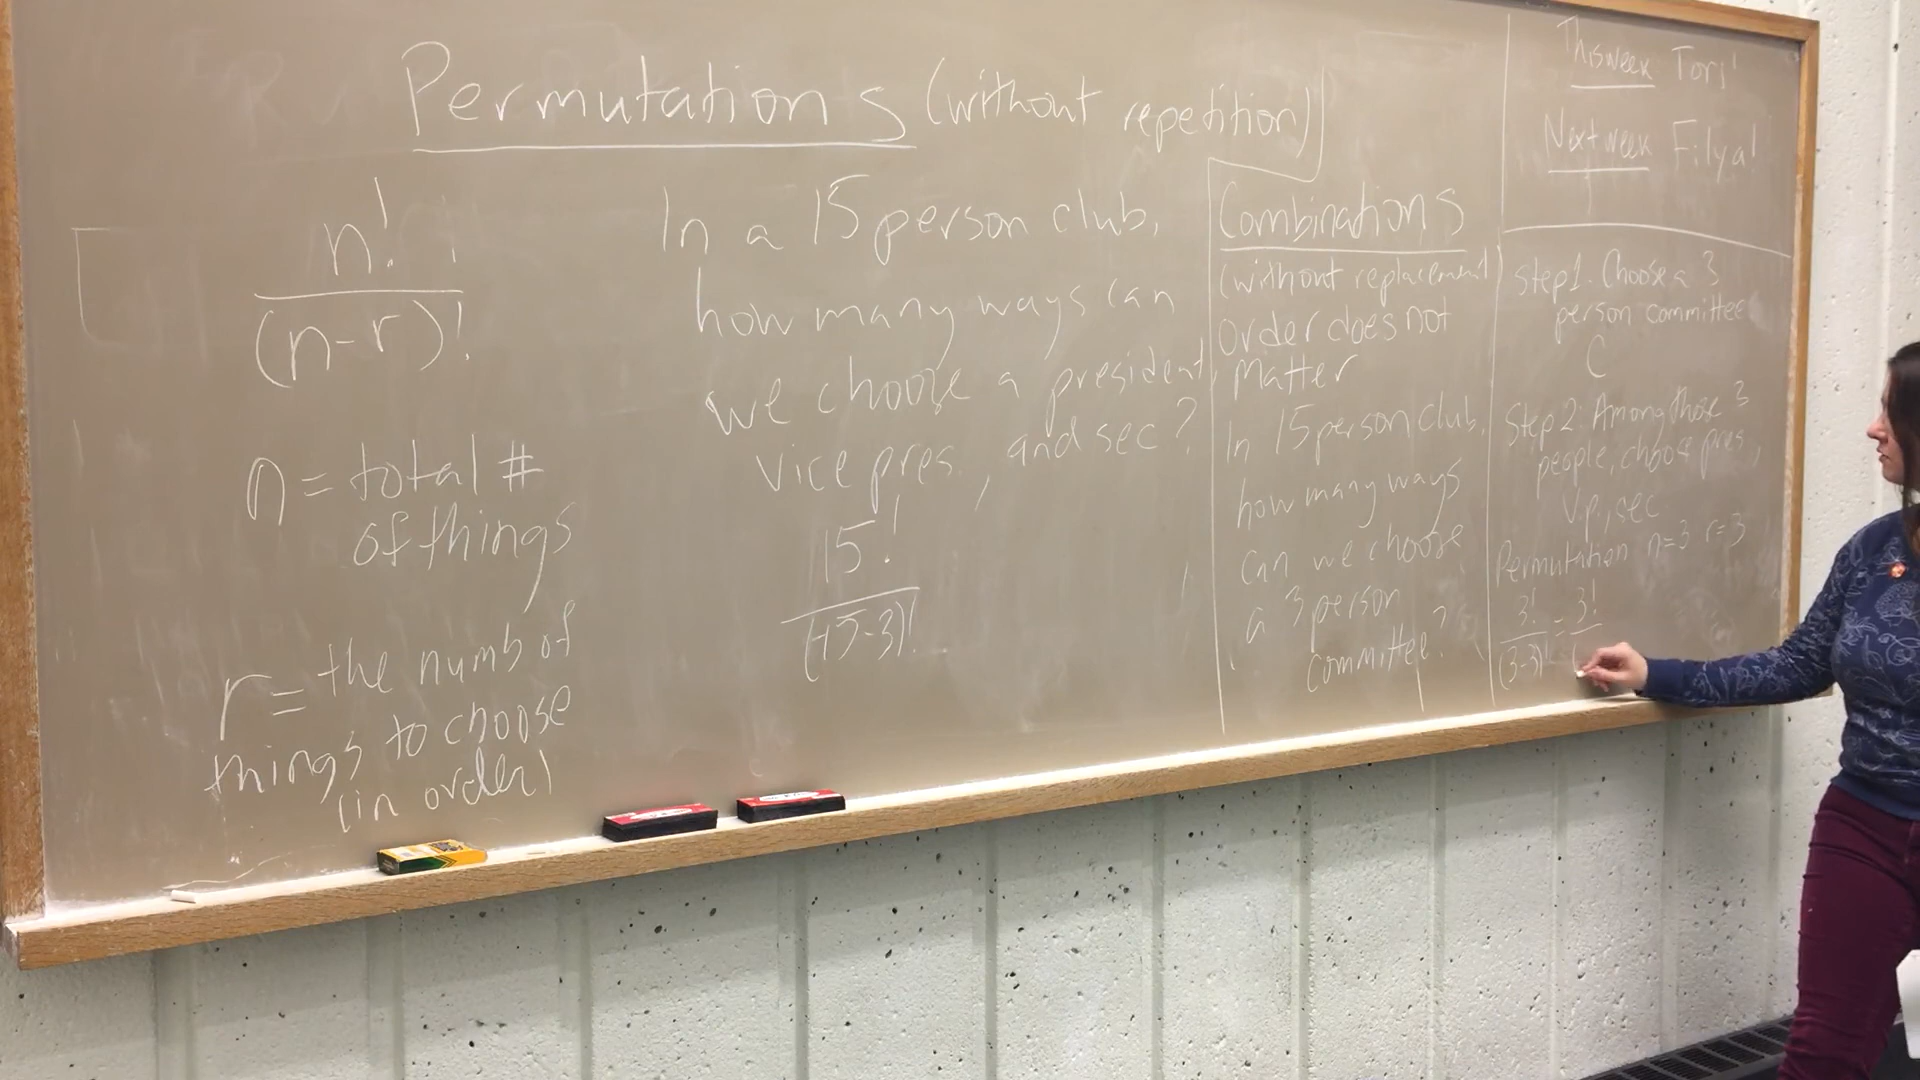 Permutations (without repetition)
n!
(n-r)!
n = total #
of things
r = the numb of
things to choose
(in order)
In a 15 person club,
how many ways can
we choose a president,
vice pres, and sec?
15!
(15-3)!
Combinations
(without replacement)
Order does not
matter
In 15 person club,
how many ways
can we choose
a 3 person
committee?
This week Tori!
Next week Filya!
Step 1. Choose a 3
person committee
C
Step 2: Among those 3
people, choose pres,
v.p., sec
Permutation n=3 r=3
3! = 3!
(3-3)!